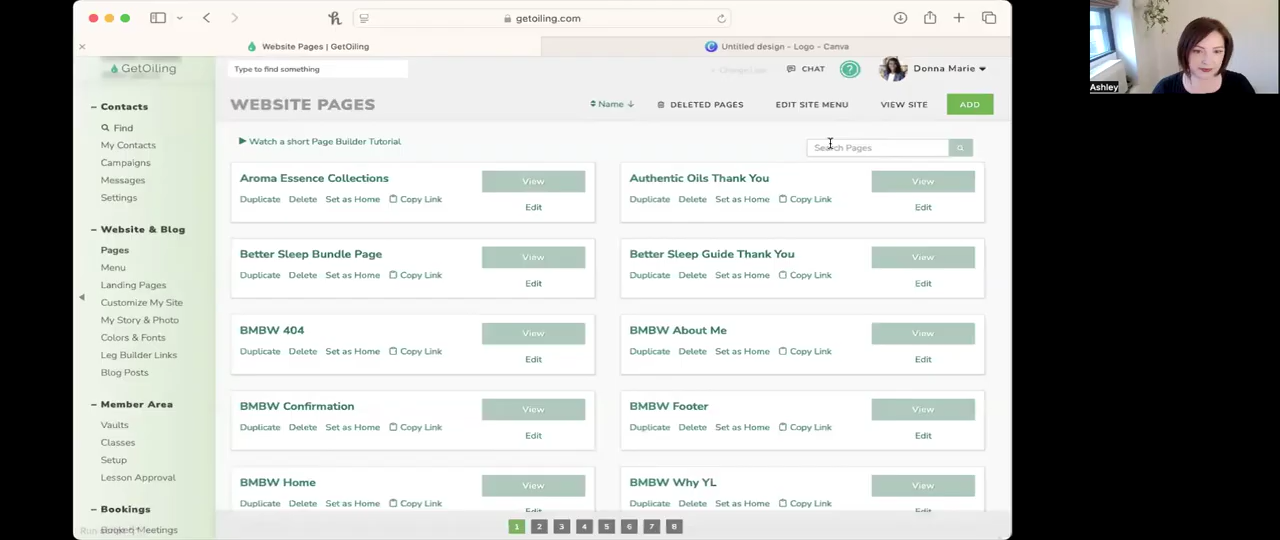 getoiling.com
Website Pages | GetOiling
Untitled design - Logo - Canva
GetOiling
Type to find something
CHAT
?
Donna Marie
WEBSITE PAGES
Name
DELETED PAGES
EDIT SITE MENU
VIEW SITE
ADD
Watch a short Page Builder Tutorial
Search Pages
Contacts
Find
My Contacts
Campaigns
Messages
Settings
Website & Blog
Pages
Menu
Landing Pages
Customize My Site
My Story & Photo
Colors & Fonts
Leg Builder Links
Blog Posts
Member Area
Vaults
Classes
Setup
Lesson Approval
Bookings
Booked Meetings
Aroma Essence Collections
View
Duplicate Delete Set as Home Copy Link
Edit
Authentic Oils Thank You
View
Duplicate Delete Set as Home Copy Link
Edit
Better Sleep Bundle Page
View
Duplicate Delete Set as Home Copy Link
Edit
Better Sleep Guide Thank You
View
Duplicate Delete Set as Home Copy Link
Edit
BMBW 404
View
Duplicate Delete Set as Home Copy Link
Edit
BMBW About Me
View
Duplicate Delete Set as Home Copy Link
Edit
BMBW Confirmation
View
Duplicate Delete Set as Home Copy Link
Edit
BMBW Footer
View
Duplicate Delete Set as Home Copy Link
Edit
BMBW Home
View
Duplicate Delete Set as Home Copy Link
Edit
BMBW Why YL
View
Duplicate Delete Set as Home Copy Link
Edit
1 2 3 4 5 6 7 8
Ashley